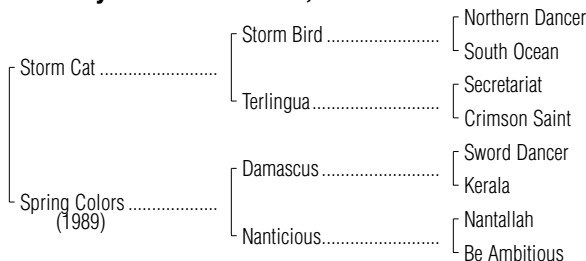 Northern Dancer
Storm Bird ..........................
South Ocean
Storm Cat ...........................
Secretariat
Terlingua.............................
Crimson Saint
Sword Dancer
Damascus ...........................
Kerala
Spring Colors ....................
(1989)
Nantallah
Nanticious...........................
Be Ambitious